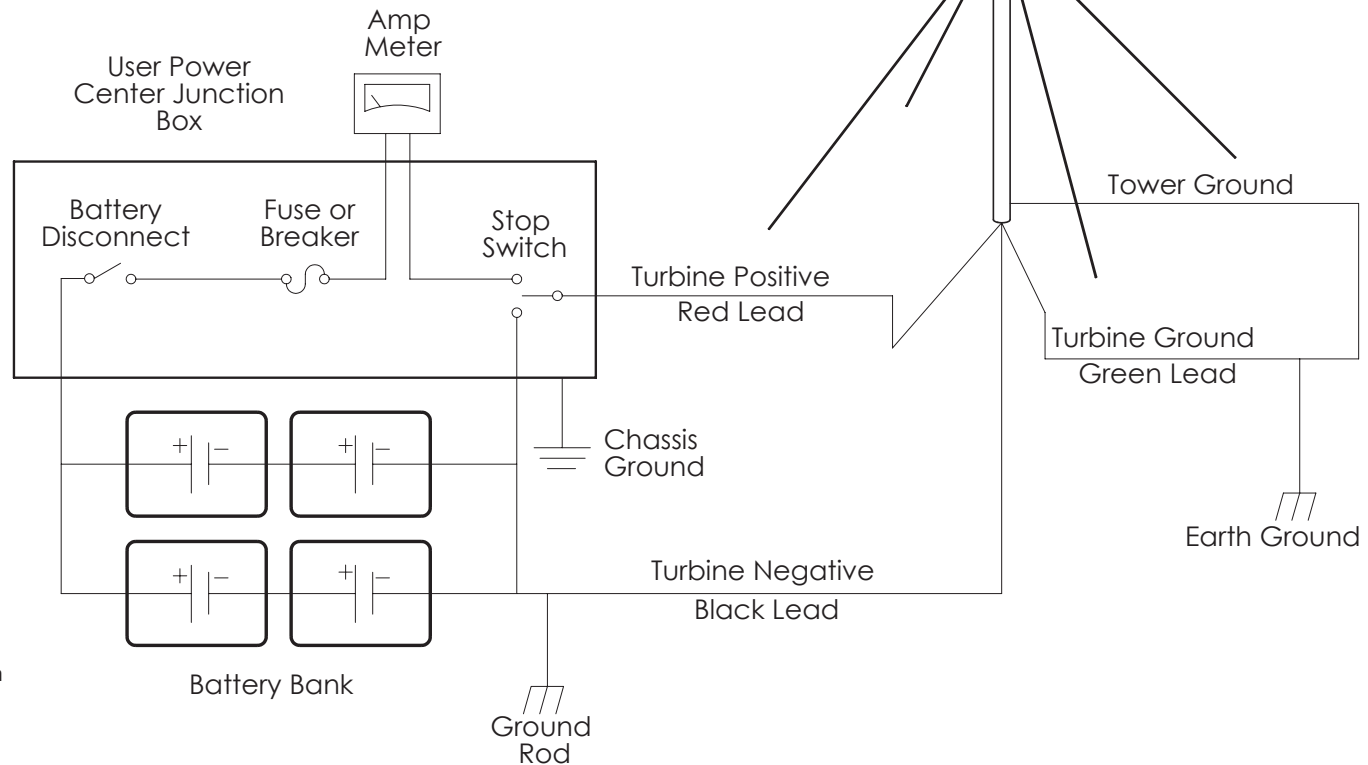 Amp
Meter
User Power
Center Junction
Box
Battery
Disconnect
Fuse or
Breaker
Stop
Switch
Tower Ground
Turbine Positive
Red Lead
Turbine Ground
Green Lead
+ − + −
Chassis
Ground
Earth Ground
+ − + −
Turbine Negative
Black Lead
Battery Bank
Ground
Rod